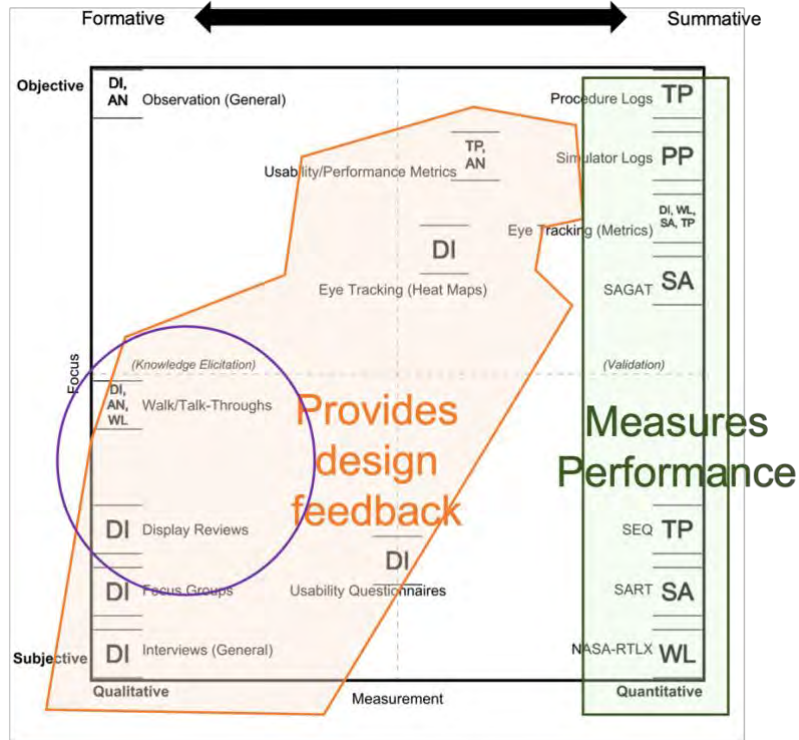 Formative
Summative
Objective
DI,
AN
Observation (General)
Procedure Logs
TP
Usability/Performance Metrics
TP,
AN
Simulator Logs
PP
Eye Tracking (Metrics)
DI, WL,
SA, TP
DI
Eye Tracking (Heat Maps)
SAGAT
SA
(Knowledge Elicitation)
(Validation)
Focus
DI,
AN,
WL
Walk/Talk-Throughs
Provides
design
feedback
Measures
Performance
DI
Display Reviews
SEQ
TP
DI
Focus Groups
DI
Usability Questionnaires
SART
SA
Subjective
DI
Interviews (General)
NASA-RTLX
WL
Qualitative
Measurement
Quantitative